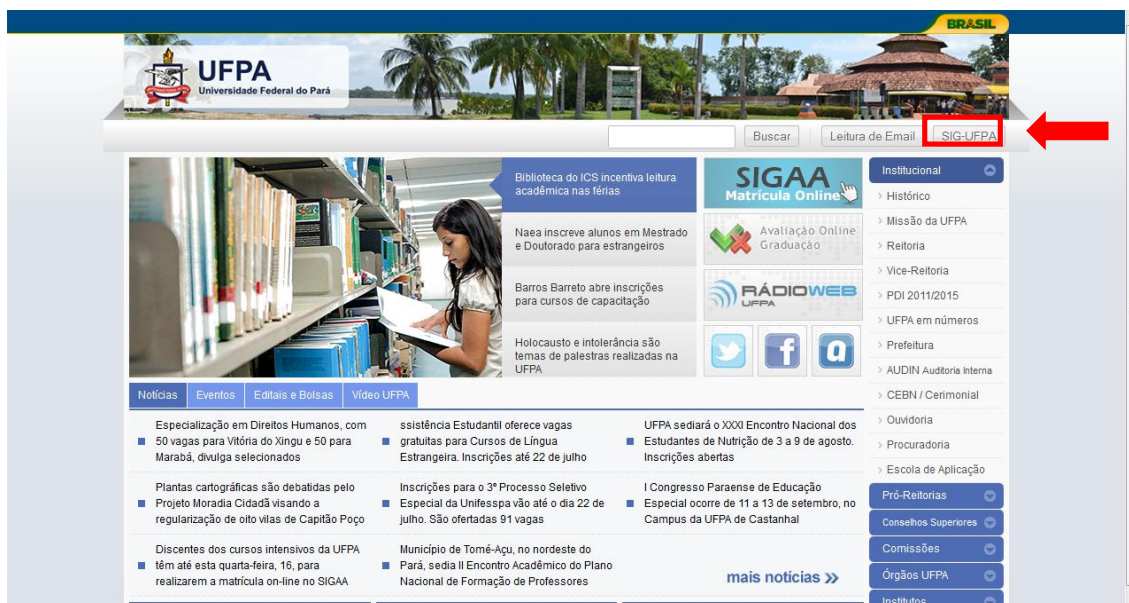 BRASIL
UFPA
Universidade Federal do Pará
Buscar
Leitura de Email
SIG-UFPA
Biblioteca do ICS incentiva leitura
acadêmica nas férias
Naea inscreve alunos em Mestrado
e Doutorado para estrangeiros
Barros Barreto abre inscrições
para cursos de capacitação
Holocausto e intolerância são
temas de palestras realizadas na
UFPA
SIGAA
Matrícula Online
Avaliação Online
Graduação
RÁDIOWEB
UFPA
Institucional
Histórico
Missão da UFPA
Reitoria
Vice-Reitoria
PDI 2011/2015
UFPA em números
Prefeitura
AUDIN Auditoria Interna
CEBN / Cerimonial
Ouvidoria
Procuradoria
Escola de Aplicação
Pró-Reitorias
Conselhos Superiores
Comissões
Órgãos UFPA
Institutos
Notícias
Eventos
Editais e Bolsas
Vídeo UFPA
Especialização em Direitos Humanos, com
50 vagas para Vitória do Xingu e 50 para
Marabá, divulga selecionados
ssistência Estudantil oferece vagas
gratuitas para Cursos de Língua
Estrangeira. Inscrições até 22 de julho
UFPA sediará o XXXI Encontro Nacional dos
Estudantes de Nutrição de 3 a 9 de agosto.
Inscrições abertas
Plantas cartográficas são debatidas pelo
Projeto Moradia Cidadã visando a
regularização de oito vilas de Capitão Poço
Inscrições para o 3º Processo Seletivo
Especial da Unifesspa vão até o dia 22 de
julho. São ofertadas 91 vagas
I Congresso Paraense de Educação
Especial ocorre de 11 a 13 de setembro, no
Campus da UFPA de Castanhal
Discentes dos cursos intensivos da UFPA
têm até esta quarta-feira, 16, para
realizarem a matrícula on-line no SIGAA
Município de Tomé-Açu, no nordeste do
Pará, sedia II Encontro Acadêmico do Plano
Nacional de Formação de Professores
mais notícias »